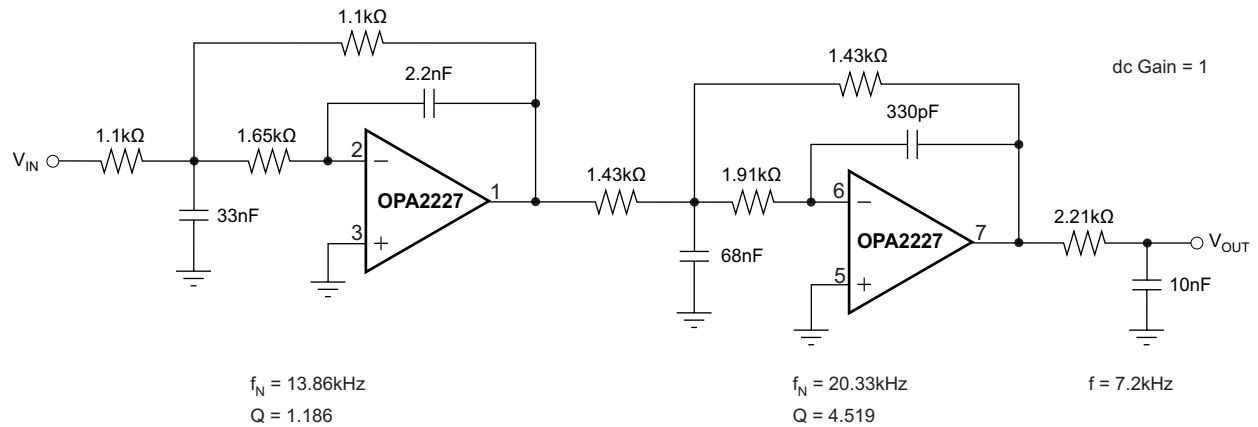 1.1kΩ
2.2nF
1.1kΩ
1.65kΩ
V_IN
2
−
OPA2227
1
3
+
33nF
1.43kΩ
dc Gain = 1
330pF
1.43kΩ
1.91kΩ
6
−
OPA2227
7
5
+
68nF
2.21kΩ
V_OUT
10nF
f_N = 13.86kHz
Q = 1.186
f_N = 20.33kHz
Q = 4.519
f = 7.2kHz